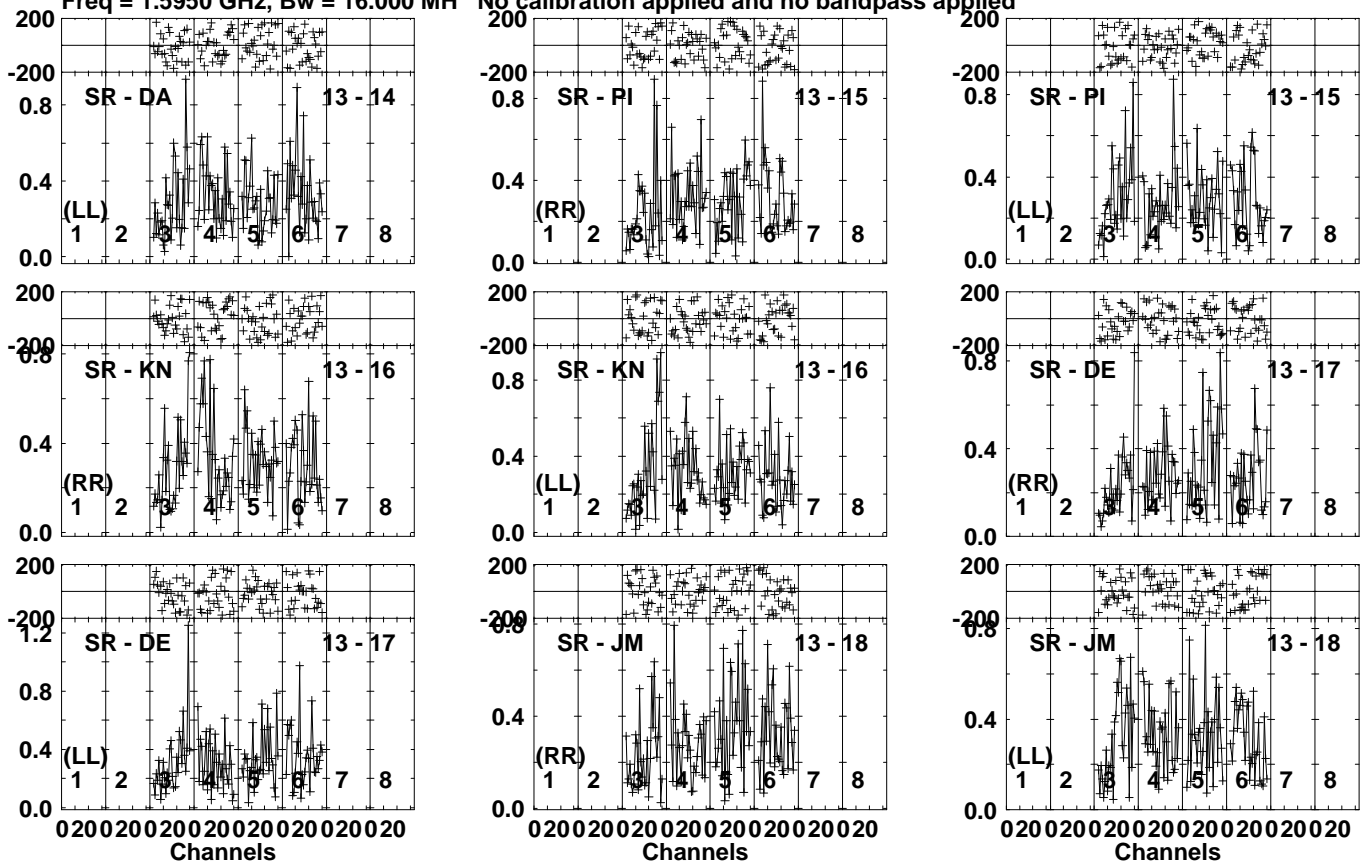 Freq = 1.5950 GHz, Bw = 16.000 MH No calibration applied and no bandpass applied
200 200 200
-200 -200 -200
SR - DA 13 - 14 SR - PI 13 - 15 SR - PI 13 - 15
0.8 0.8 0.8
0.4 0.4 0.4
(LL) (RR) (LL)
1 2 3 4 5 6 7 8 1 2 3 4 5 6 7 8 1 2 3 4 5 6 7 8
0.0 0.0 0.0
200 200 200
-200 -200 -200
0.8 0.8 0.8
SR - KN 13 - 16 SR - KN 13 - 16 SR - DE 13 - 17
0.4 0.4 0.4
(RR) (LL) (RR)
1 2 3 4 5 6 7 8 1 2 3 4 5 6 7 8 1 2 3 4 5 6 7 8
0.0 0.0 0.0
200 200 200
-200 -200 -200
1.2 0.8 0.8
SR - DE 13 - 17 SR - JM 13 - 18 SR - JM 13 - 18
0.8
0.4 0.4 0.4
(LL) (RR) (LL)
1 2 3 4 5 6 7 8 1 2 3 4 5 6 7 8 1 2 3 4 5 6 7 8
0.0 0.0 0.0
0 20 0 20 0 20 0 20 0 20 0 20 0 20 0 20 0 20 0 20 0 20 0 20 0 20 0 20 0 20 0 20 0 20 0 20 0 20 0 20 0 20 0 20 0 20 0 20
Channels Channels Channels